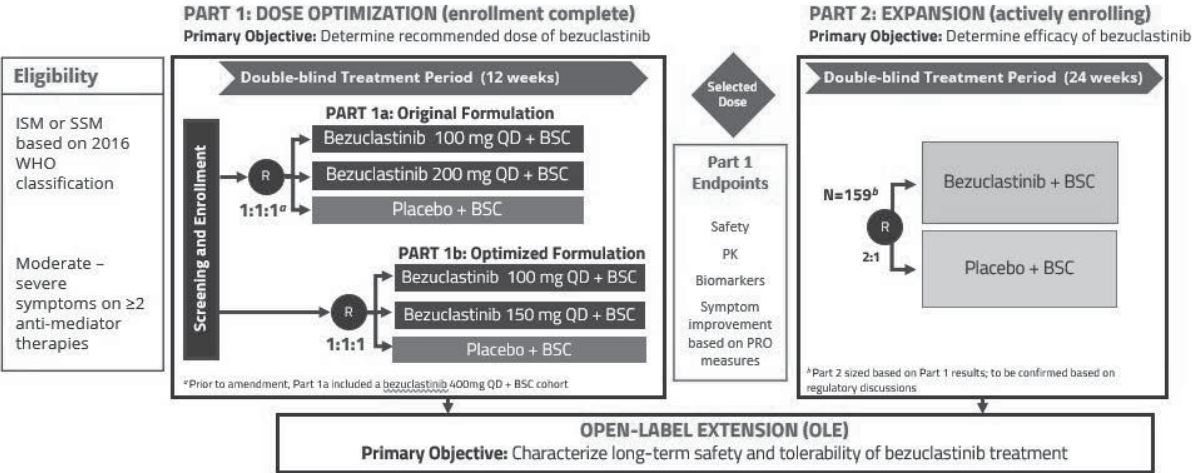 PART 1: DOSE OPTIMIZATION (enrollment complete)
Primary Objective: Determine recommended dose of bezuclastinib
PART 2: EXPANSION (actively enrolling)
Primary Objective: Determine efficacy of bezuclastinib
Eligibility
ISM or SSM
based on 2016
WHO
classification
Moderate –
severe
symptoms on ≥2
anti-mediator
therapies
Double-blind Treatment Period (12 weeks)
Screening and Enrollment
PART 1a: Original Formulation
R
1:1:1ᵃ
Bezuclastinib 100 mg QD + BSC
Bezuclastinib 200 mg QD + BSC
Placebo + BSC
PART 1b: Optimized Formulation
R
1:1:1
Bezuclastinib 100 mg QD + BSC
Bezuclastinib 150 mg QD + BSC
Placebo + BSC
ᵃPrior to amendment, Part 1a included a bezuclastinib 400mg QD + BSC cohort
Selected
Dose
Part 1
Endpoints
Safety
PK
Biomarkers
Symptom
improvement
based on PRO
measures
Double-blind Treatment Period (24 weeks)
N=159ᵇ
R
2:1
Bezuclastinib + BSC
Placebo + BSC
ᵇPart 2 sized based on Part 1 results; to be confirmed based on
regulatory discussions
OPEN-LABEL EXTENSION (OLE)
Primary Objective: Characterize long-term safety and tolerability of bezuclastinib treatment